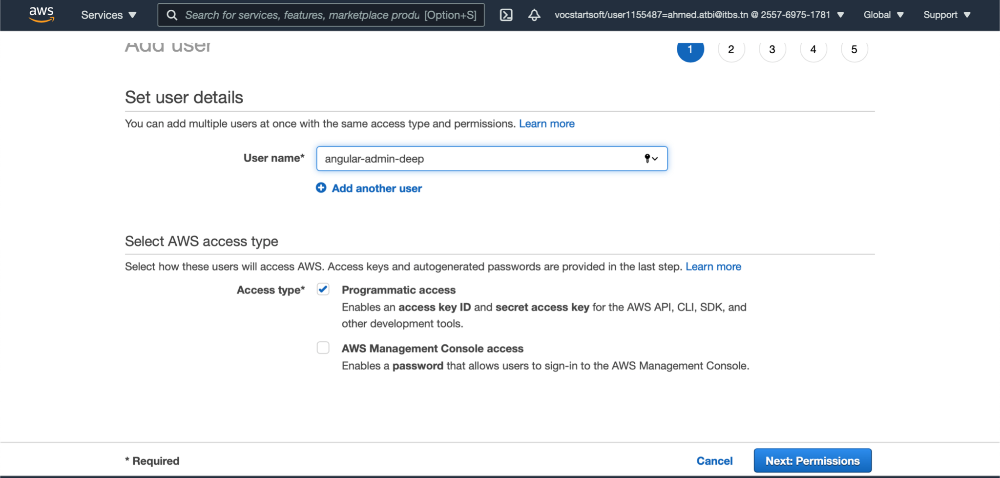 aws
Services
Search for services, features, marketplace produ [Option+S]
vocstartsoft/user1155487=ahmed.atbi@itbs.tn @ 2557-6975-1781
Global
Support
Add user
1 2 3 4 5
Set user details
You can add multiple users at once with the same access type and permissions. Learn more
User name*
angular-admin-deep
Add another user
Select AWS access type
Select how these users will access AWS. Access keys and autogenerated passwords are provided in the last step. Learn more
Access type*
Programmatic access
Enables an access key ID and secret access key for the AWS API, CLI, SDK, and
other development tools.
AWS Management Console access
Enables a password that allows users to sign-in to the AWS Management Console.
* Required
Cancel
Next: Permissions